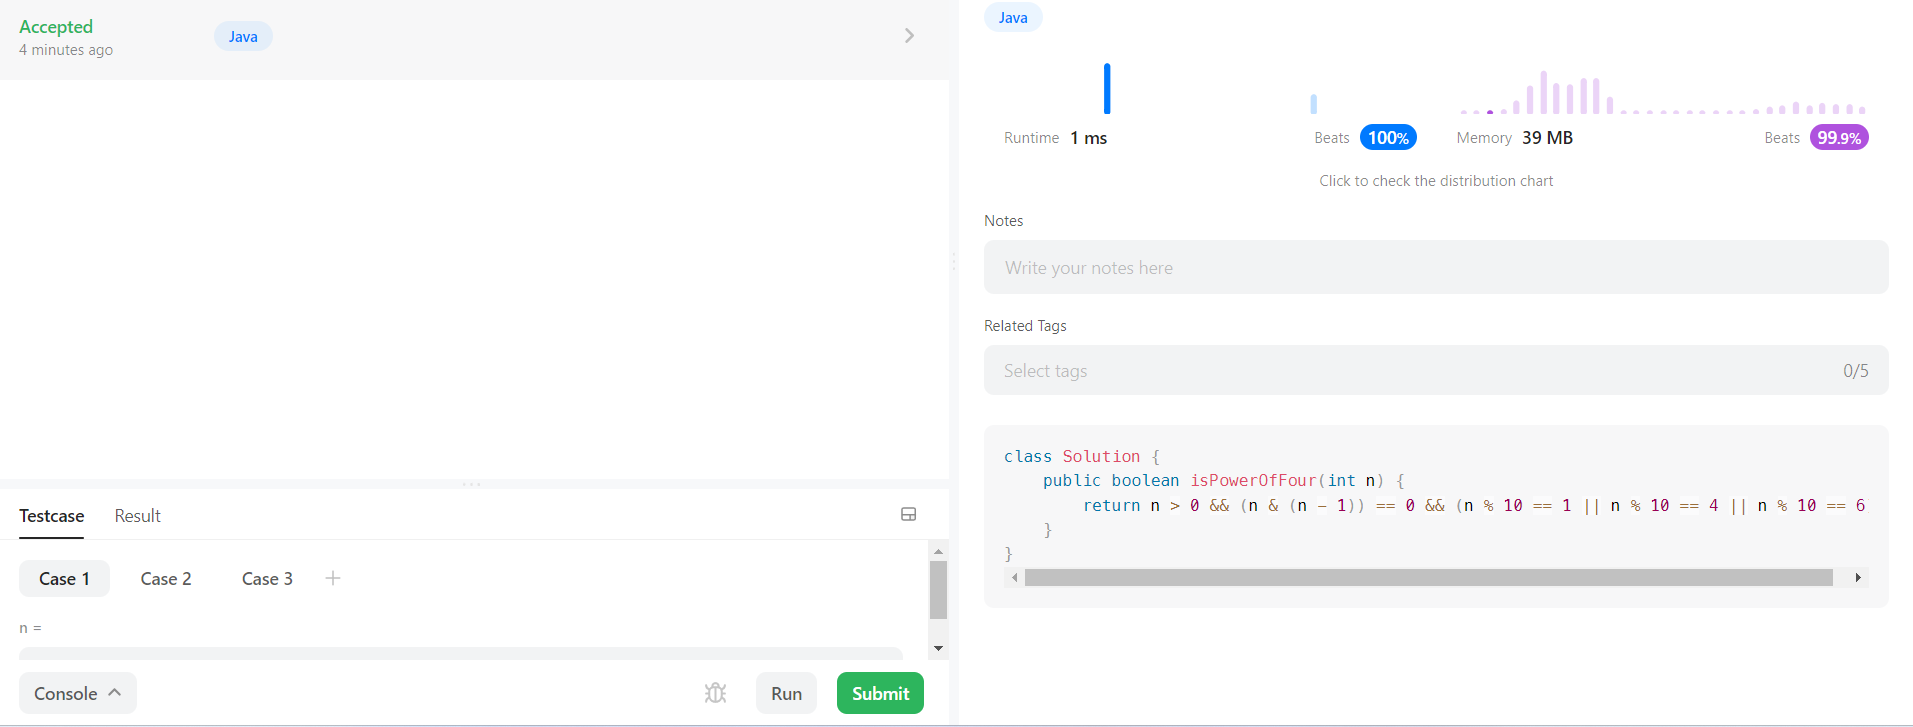 Accepted
4 minutes ago
Java
Testcase
Result
Case 1
Case 2
Case 3
n =
Console
Run
Submit
Java
Runtime 1 ms
Beats 100%
Memory 39 MB
Beats 99.9%
Click to check the distribution chart
Notes
Write your notes here
Related Tags
Select tags
0/5
class Solution {
    public boolean isPowerOfFour(int n) {
        return n > 0 && (n & (n - 1)) == 0 && (n % 10 == 1 || n % 10 == 4 || n % 10 == 6
    }
}